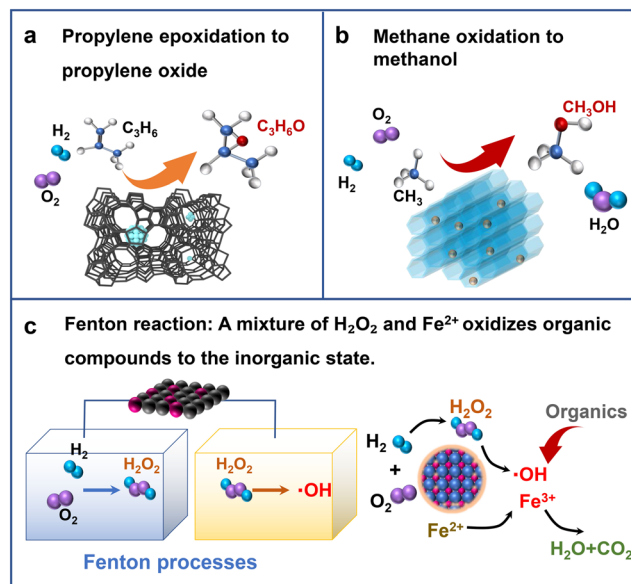 a Propylene epoxidation to
propylene oxide
H₂
O₂
C₃H₆
C₃H₆O
b Methane oxidation to
methanol
O₂
H₂
CH₃
CH₃OH
H₂O
c Fenton reaction: A mixture of H₂O₂ and Fe²⁺ oxidizes organic
compounds to the inorganic state.
H₂
O₂
H₂O₂
H₂O₂
·OH
Fenton processes
H₂
+
O₂
H₂O₂
Fe²⁺
Organics
·OH
Fe³⁺
H₂O+CO₂